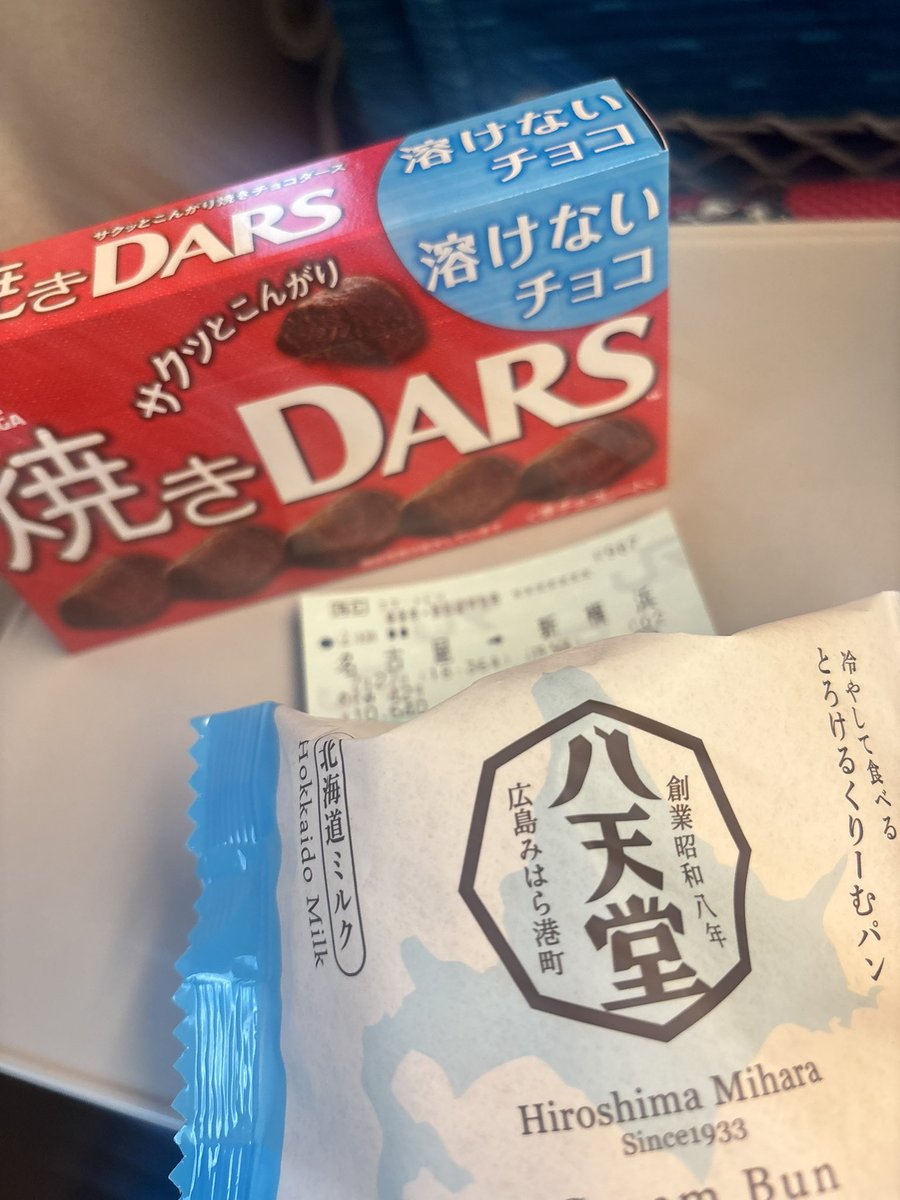 サクッとこんがり焼きチョコダース
焼きDARS
溶けない
チョコ
溶けない
チョコ
サクッとこんがり
焼きDARS
名古屋→新横浜
冷やして食べる
とろけるくりーむパン
創業昭和八年
八天堂
広島みはら港町
北海道ミルク
Hokkaido Milk
Hiroshima Mihara
Since1933
Bun